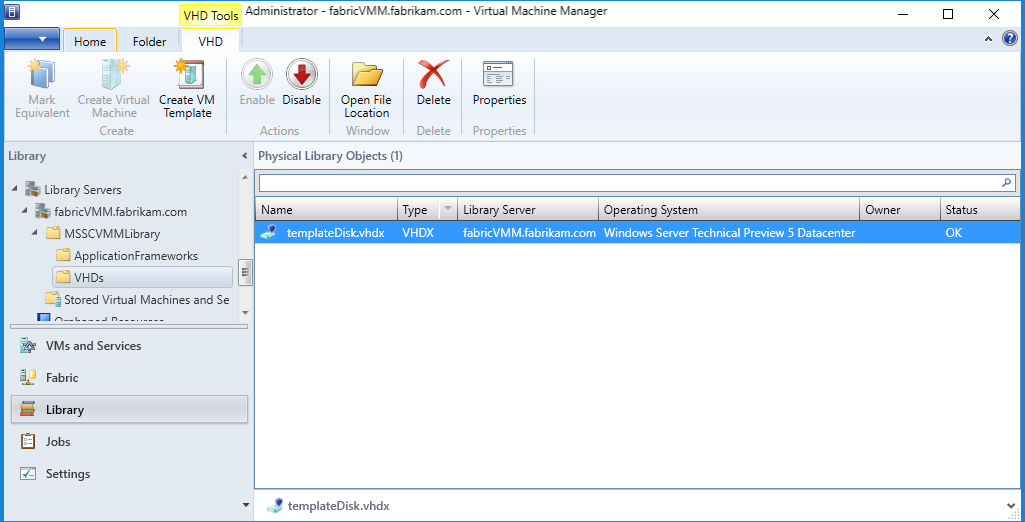 VHD Tools
Administrator - fabricVMM.fabrikam.com - Virtual Machine Manager
Home Folder VHD
Mark Equivalent
Create Virtual Machine
Create VM Template
Enable Disable
Open File Location
Delete
Properties
Create Actions Window Delete Properties
Library
Physical Library Objects (1)
Library Servers
fabricVMM.fabrikam.com
MSSCVMMLibrary
ApplicationFrameworks
VHDs
Stored Virtual Machines and Se
Orphaned Resources
Name Type Library Server Operating System Owner Status
templateDisk.vhdx VHDX fabricVMM.fabrikam.com Windows Server Technical Preview 5 Datacenter OK
VMs and Services
Fabric
Library
Jobs
Settings
templateDisk.vhdx